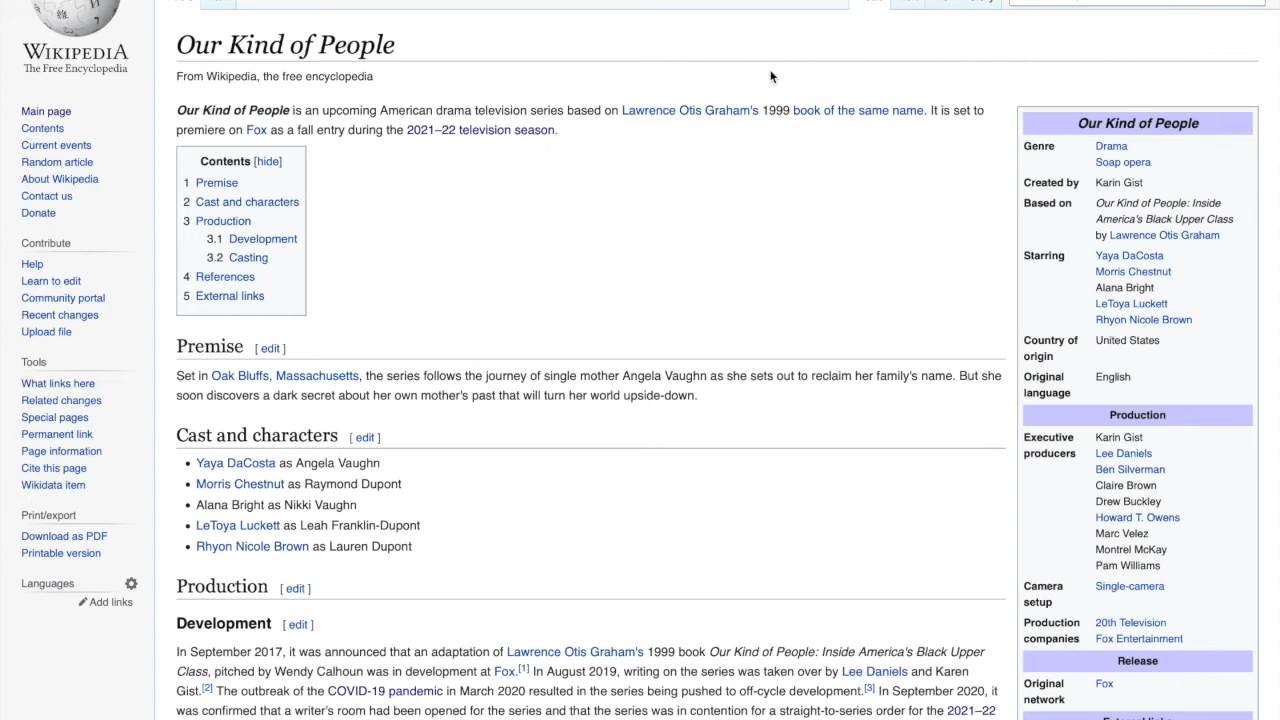 WIKIPEDIA
The Free Encyclopedia
Main page
Contents
Current events
Random article
About Wikipedia
Contact us
Donate
Contribute
Help
Learn to edit
Community portal
Recent changes
Upload file
Tools
What links here
Related changes
Special pages
Permanent link
Page information
Cite this page
Wikidata item
Print/export
Download as PDF
Printable version
Languages
Add links
Our Kind of People
From Wikipedia, the free encyclopedia
Our Kind of People is an upcoming American drama television series based on Lawrence Otis Graham's 1999 book of the same name. It is set to
premiere on Fox as a fall entry during the 2021–22 television season.
Contents [hide]
1 Premise
2 Cast and characters
3 Production
3.1 Development
3.2 Casting
4 References
5 External links
Premise [ edit ]
Set in Oak Bluffs, Massachusetts, the series follows the journey of single mother Angela Vaughn as she sets out to reclaim her family's name. But she
soon discovers a dark secret about her own mother's past that will turn her world upside-down.
Cast and characters [ edit ]
• Yaya DaCosta as Angela Vaughn
• Morris Chestnut as Raymond Dupont
• Alana Bright as Nikki Vaughn
• LeToya Luckett as Leah Franklin-Dupont
• Rhyon Nicole Brown as Lauren Dupont
Production [ edit ]
Development [ edit ]
In September 2017, it was announced that an adaptation of Lawrence Otis Graham's 1999 book Our Kind of People: Inside America's Black Upper
Class, pitched by Wendy Calhoun was in development at Fox.[1] In August 2019, writing on the series was taken over by Lee Daniels and Karen
Gist.[2] The outbreak of the COVID-19 pandemic in March 2020 resulted in the series being pushed to off-cycle development.[3] In September 2020, it
was confirmed that a writer's room had been opened for the series and that the series was in contention for a straight-to-series order for the 2021–22
Our Kind of People
Genre Drama
Soap opera
Created by Karin Gist
Based on Our Kind of People: Inside
America's Black Upper Class
by Lawrence Otis Graham
Starring Yaya DaCosta
Morris Chestnut
Alana Bright
LeToya Luckett
Rhyon Nicole Brown
Country of United States
origin
Original English
language
Production
Executive Karin Gist
producers Lee Daniels
Ben Silverman
Claire Brown
Drew Buckley
Howard T. Owens
Marc Velez
Montrel McKay
Pam Williams
Camera Single-camera
setup
Production 20th Television
companies Fox Entertainment
Release
Original Fox
network